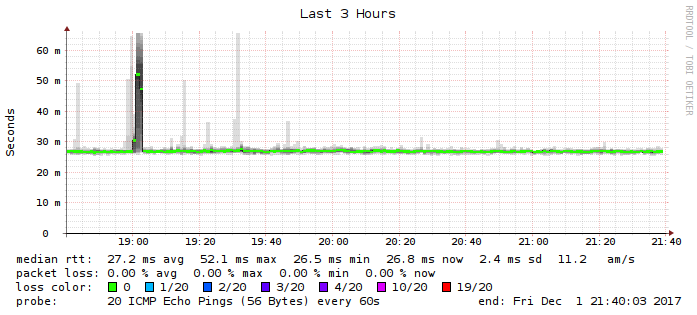 Last 3 Hours
RRDTOOL / TOBI OETIKER
Seconds
60 m
50 m
40 m
30 m
20 m
10 m
0
19:00 19:20 19:40 20:00 20:20 20:40 21:00 21:20 21:40
median rtt: 27.2 ms avg 52.1 ms max 26.5 ms min 26.8 ms now 2.4 ms sd 11.2 am/s
packet loss: 0.00 % avg 0.00 % max 0.00 % min 0.00 % now
loss color: 0 1/20 2/20 3/20 4/20 10/20 19/20
probe: 20 ICMP Echo Pings (56 Bytes) every 60s end: Fri Dec 1 21:40:03 2017